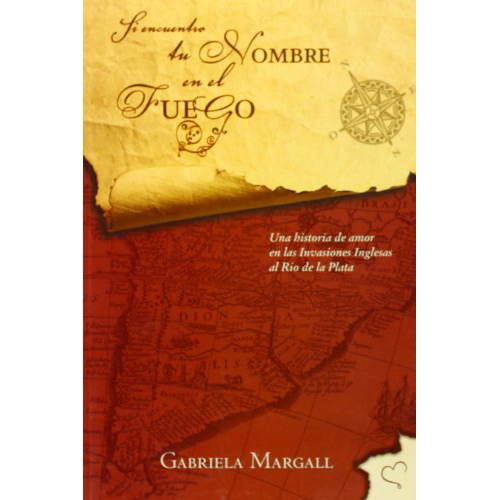 Si encuentro
tu NOMBRE
en el
FUEGO
Una historia de amor
en las Invasiones Inglesas
al Río de la Plata
DION
GABRIELA MARGALL